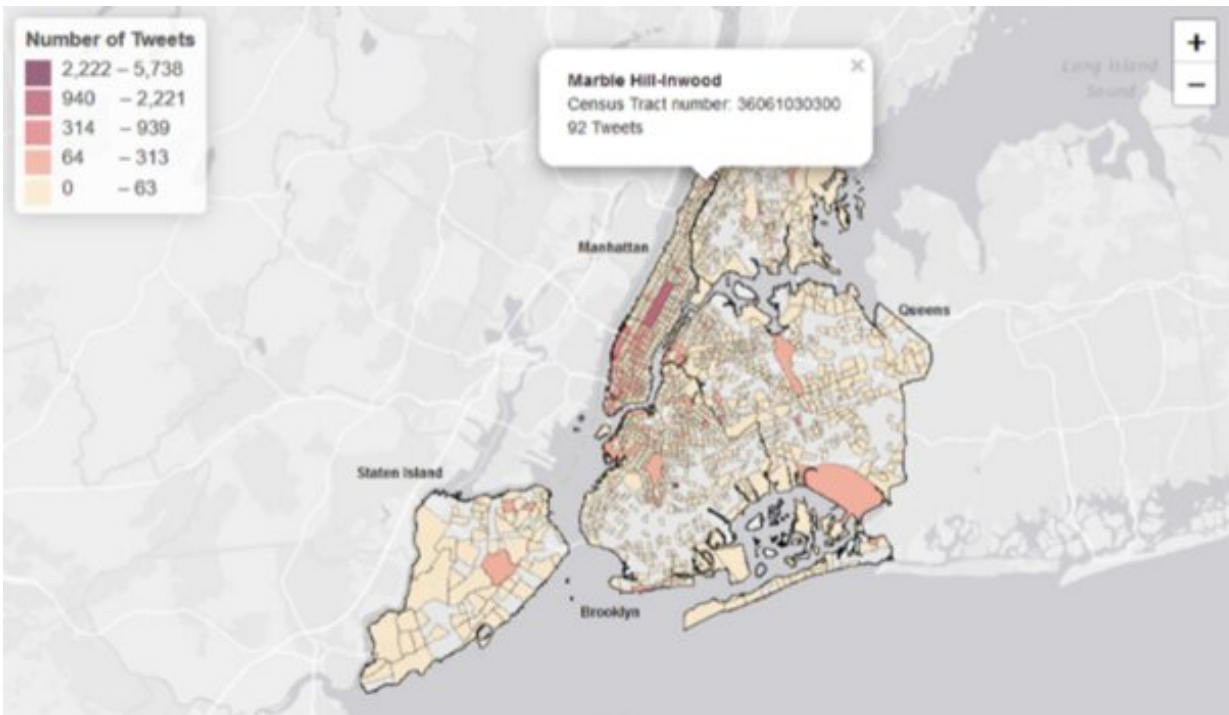 Number of Tweets
2,222 – 5,738
940 – 2,221
314 – 939
64 – 313
0 – 63
Marble Hill-Inwood
Census Tract number: 36061030300
92 Tweets
×
+
−
Long Island
Sound
Manhattan
Queens
Staten Island
Brooklyn